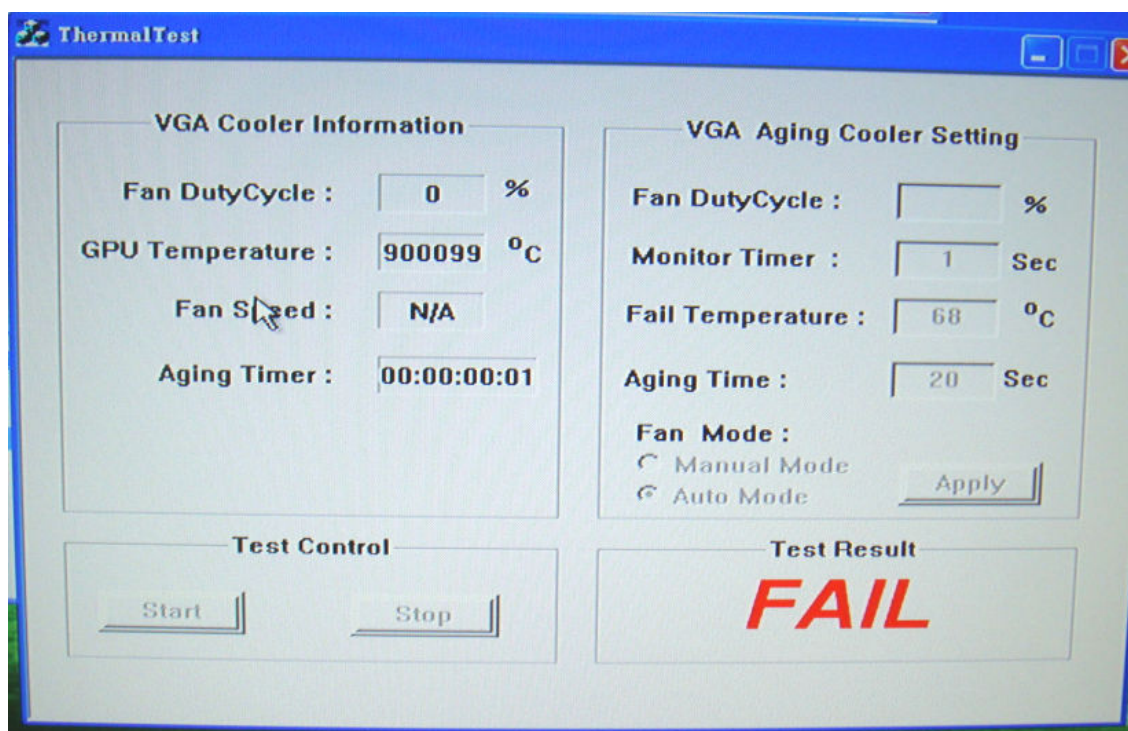 ThermalTest
VGA Cooler Information
Fan DutyCycle : 0 %
GPU Temperature : 900099 ºC
Fan Speed : N/A
Aging Timer : 00:00:00:01
VGA Aging Cooler Setting
Fan DutyCycle : %
Monitor Timer : 1 Sec
Fail Temperature : 68 ºC
Aging Time : 20 Sec
Fan Mode :
Manual Mode
Auto Mode
Apply
Test Control
Start Stop
Test Result
FAIL